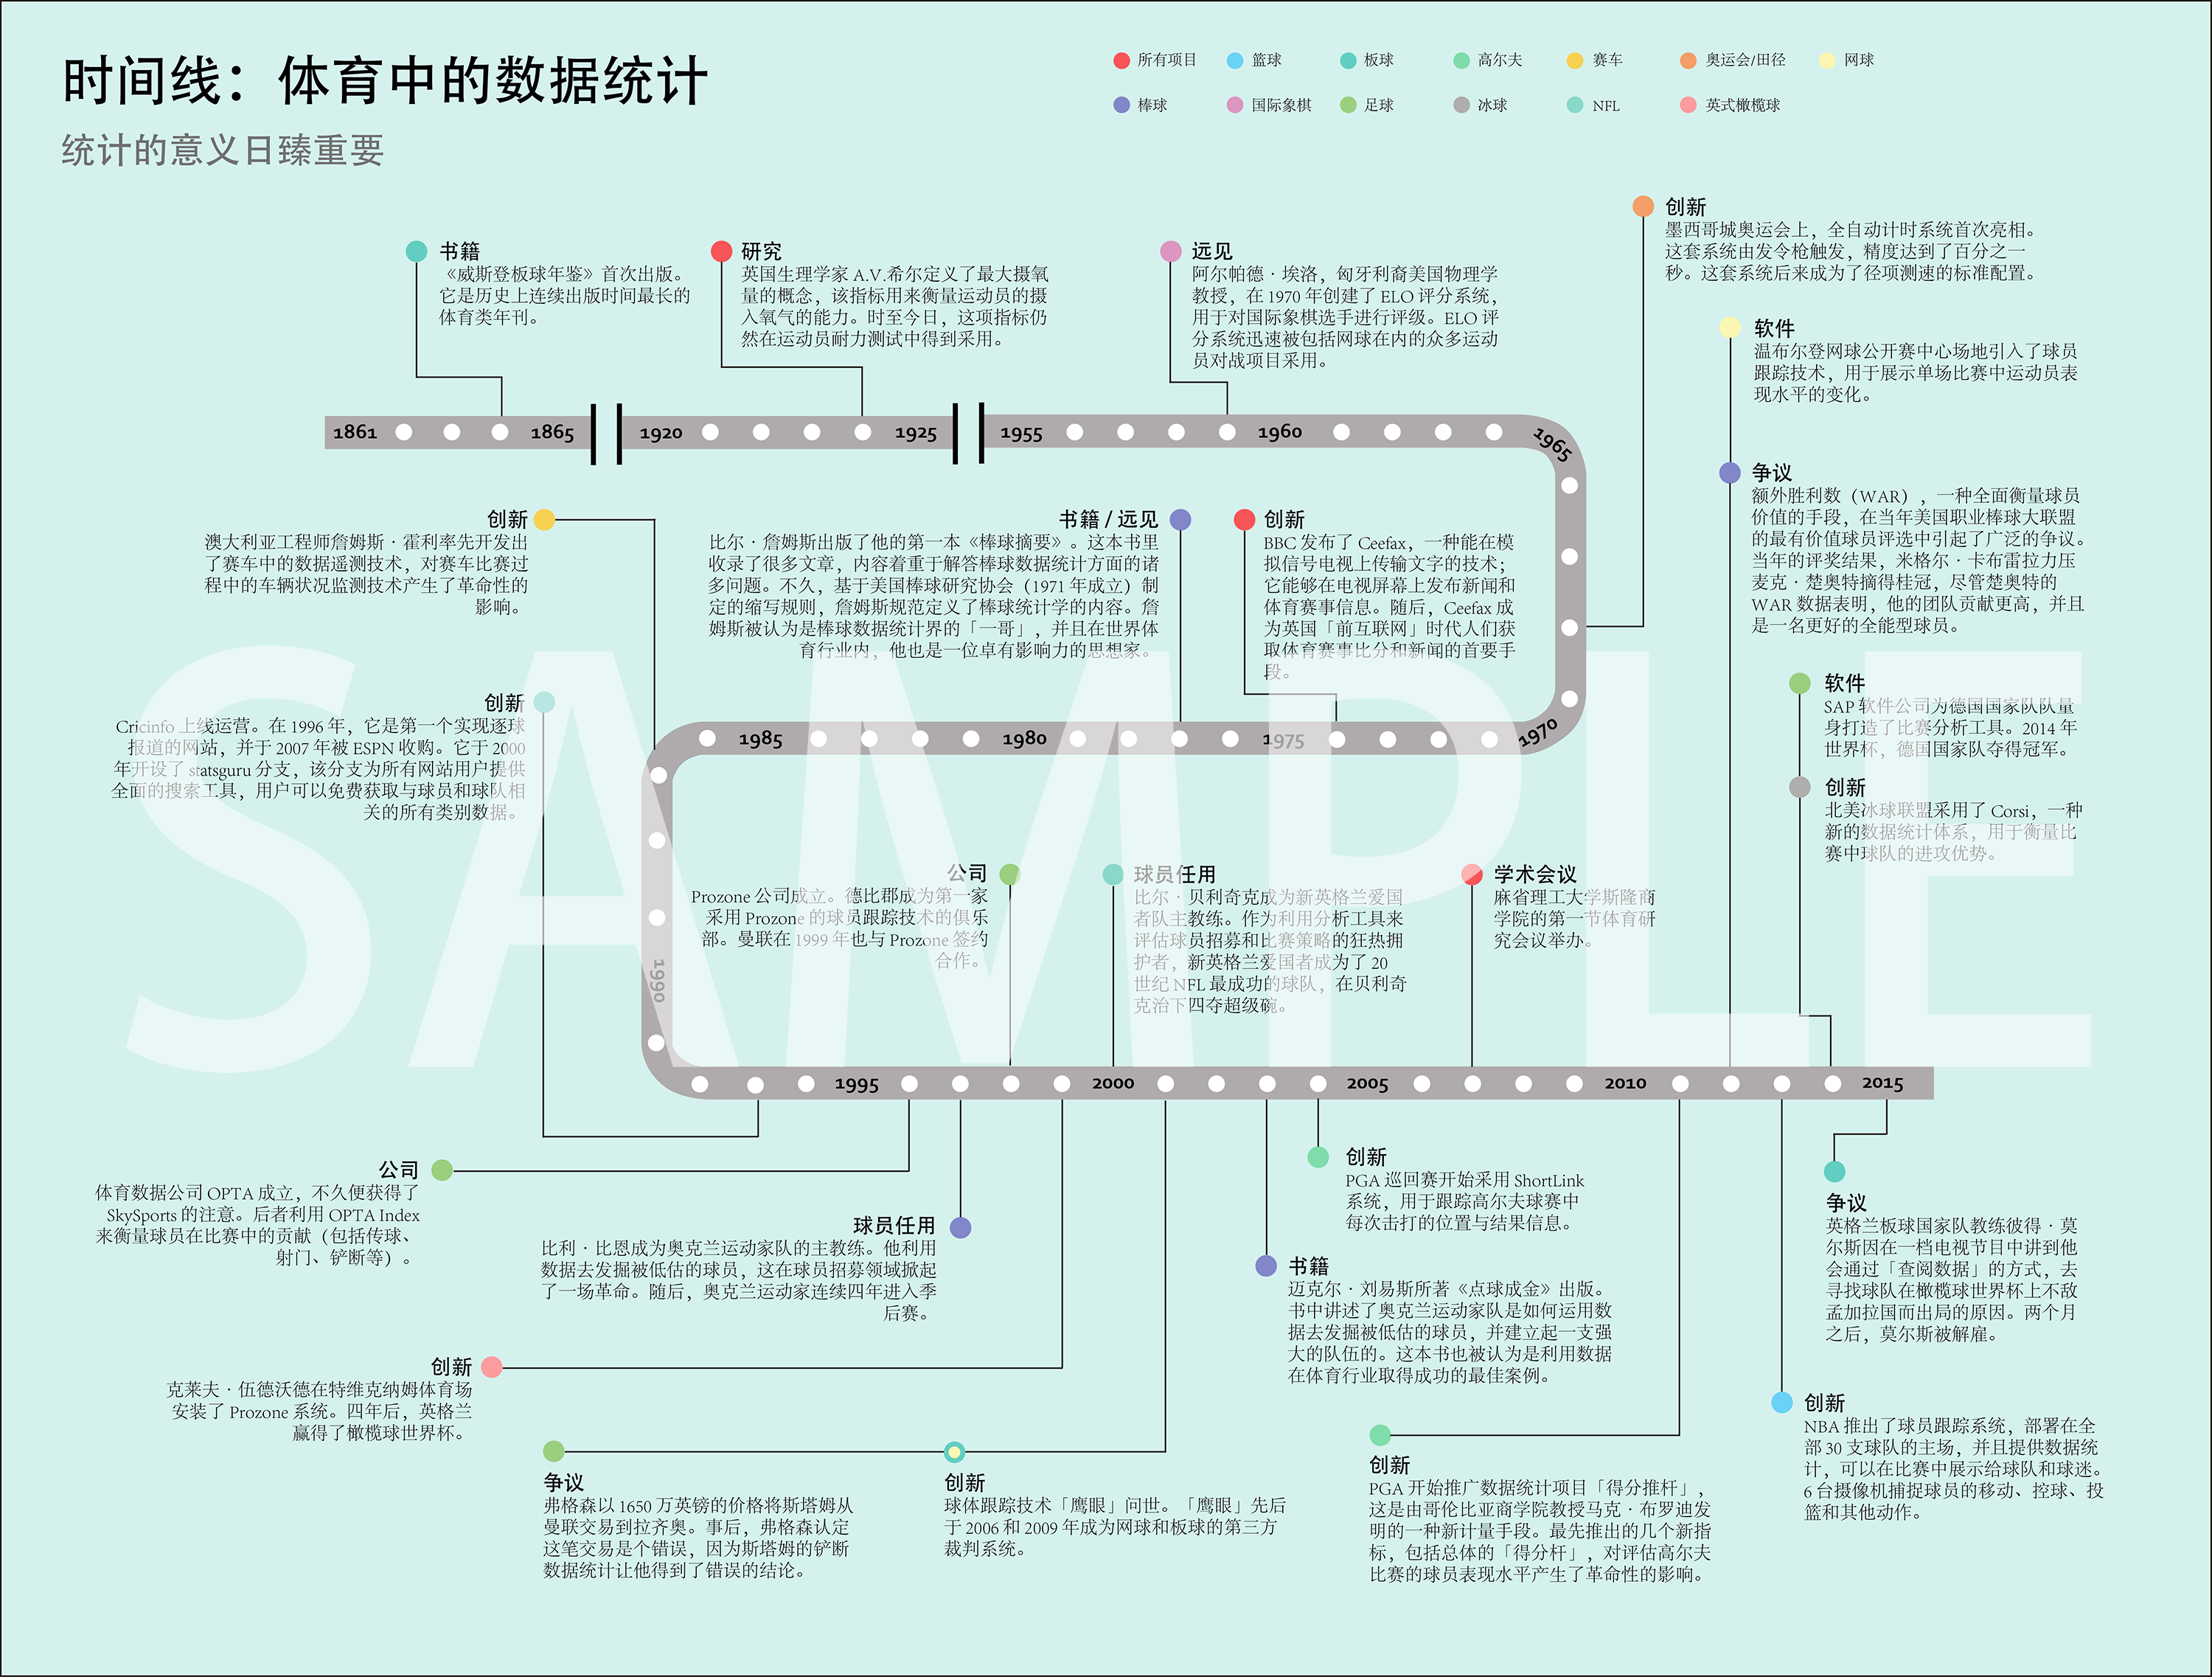 时间线：体育中的数据统计
统计的意义日臻重要
所有项目 篮球 板球 高尔夫 赛车 奥运会/田径 网球
棒球 国际象棋 足球 冰球 NFL 英式橄榄球
创新
墨西哥城奥运会上，全自动计时系统首次亮相。
这套系统由发令枪触发，精度达到了百分之一
秒。这套系统后来成为了径项测速的标准配置。
书籍
《威斯登板球年鉴》首次出版。
它是历史上连续出版时间最长的
体育类年刊。
研究
英国生理学家 A.V.希尔定义了最大摄氧
量的概念，该指标用来衡量运动员的摄
入氧气的能力。时至今日，这项指标仍
然在运动员耐力测试中得到采用。
远见
阿尔帕德 · 埃洛，匈牙利裔美国物理学
教授，在 1970 年创建了 ELO 评分系统，
用于对国际象棋选手进行评级。ELO 评
分系统迅速被包括网球在内的众多运动
员对战项目采用。
软件
温布尔登网球公开赛中心场地引入了球员
跟踪技术，用于展示单场比赛中运动员表
现水平的变化。
1861 1865 1920 1925 1955 1960 1965
争议
额外胜利数（WAR），一种全面衡量球员
价值的手段，在当年美国职业棒球大联盟
的最有价值球员评选中引起了广泛的争议。
当年的评奖结果，米格尔 · 卡布雷拉力压
麦克 · 楚奥特摘得桂冠，尽管楚奥特的
WAR 数据表明，他的团队贡献更高，并且
是一名更好的全能型球员。
创新
澳大利亚工程师詹姆斯 · 霍利率先开发出
了赛车中的数据遥测技术，对赛车比赛过
程中的车辆状况监测技术产生了革命性的
影响。
书籍 / 远见
比尔 · 詹姆斯出版了他的第一本《棒球摘要》。这本书里
收录了很多文章，内容着重于解答棒球数据统计方面的诸
多问题。不久，基于美国棒球研究协会（1971 年成立）制
定的缩写规则，詹姆斯规范定义了棒球统计学的内容。詹
姆斯被认为是棒球数据统计界的「一哥」，并且在世界体
育行业内，他也是一位卓有影响力的思想家。
创新
BBC 发布了 Ceefax，一种能在模
拟信号电视上传输文字的技术；
它能够在电视屏幕上发布新闻和
体育赛事信息。随后，Ceefax 成
为英国「前互联网」时代人们获
取体育赛事比分和新闻的首要手
段。
SAMPLE
创新
Cricinfo 上线运营。在 1996 年，它是第一个实现逐球
报道的网站，并于 2007 年被 ESPN 收购。它于 2000
年开设了 statsguru 分支，该分支为所有网站用户提供
全面的搜索工具，用户可以免费获取与球员和球队相
关的所有类别数据。
1985 1980 1975 1970
软件
SAP 软件公司为德国国家队队量
身打造了比赛分析工具。2014 年
世界杯，德国国家队夺得冠军。
创新
北美冰球联盟采用了 Corsi，一种
新的数据统计体系，用于衡量比
赛中球队的进攻优势。
1990
公司
Prozone 公司成立。德比郡成为第一家
采用 Prozone 的球员跟踪技术的俱乐
部。曼联在 1999 年也与 Prozone 签约
合作。
球员任用
比尔 · 贝利奇克成为新英格兰爱国
者队主教练。作为利用分析工具来
评估球员招募和比赛策略的狂热拥
护者，新英格兰爱国者成为了 20
世纪 NFL 最成功的球队，在贝利奇
克治下四夺超级碗。
学术会议
麻省理工大学斯隆商
学院的第一节体育研
究会议举办。
1995 2000 2005 2010 2015
公司
体育数据公司 OPTA 成立，不久便获得了
SkySports 的注意。后者利用 OPTA Index
来衡量球员在比赛中的贡献（包括传球、
射门、铲断等）。
球员任用
比利 · 比恩成为奥克兰运动家队的主教练。他利用
数据去发掘被低估的球员，这在球员招募领域掀起
了一场革命。随后，奥克兰运动家连续四年进入季
后赛。
创新
PGA 巡回赛开始采用 ShortLink
系统，用于跟踪高尔夫球赛中
每次击打的位置与结果信息。
书籍
迈克尔 · 刘易斯所著《点球成金》出版。
书中讲述了奥克兰运动家队是如何运用数
据去发掘被低估的球员，并建立起一支强
大的队伍的。这本书也被认为是利用数据
在体育行业取得成功的最佳案例。
争议
英格兰板球国家队教练彼得 · 莫
尔斯因在一档电视节目中讲到他
会通过「查阅数据」的方式，去
寻找球队在橄榄球世界杯上不敌
孟加拉国而出局的原因。两个月
之后，莫尔斯被解雇。
创新
克莱夫 · 伍德沃德在特维克纳姆体育场
安装了 Prozone 系统。四年后，英格兰
赢得了橄榄球世界杯。
争议
弗格森以 1650 万英镑的价格将斯塔姆从
曼联交易到拉齐奥。事后，弗格森认定
这笔交易是个错误，因为斯塔姆的铲断
数据统计让他得到了错误的结论。
创新
球体跟踪技术「鹰眼」问世。「鹰眼」先后
于 2006 和 2009 年成为网球和板球的第三方
裁判系统。
创新
PGA 开始推广数据统计项目「得分推杆」，
这是由哥伦比亚商学院教授马克 · 布罗迪发
明的一种新计量手段。最先推出的几个新指
标，包括总体的「得分杆」，对评估高尔夫
比赛的球员表现水平产生了革命性的影响。
创新
NBA 推出了球员跟踪系统，部署在全
部 30 支球队的主场，并且提供数据统
计，可以在比赛中展示给球队和球迷。
6 台摄像机捕捉球员的移动、控球、投
篮和其他动作。